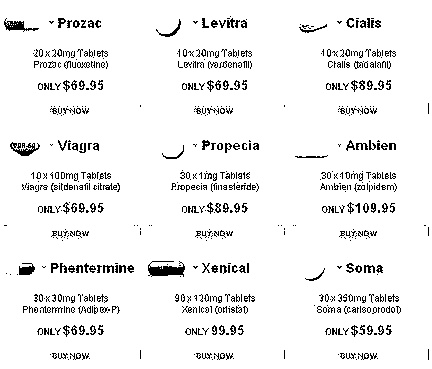 Prozac
20 x 20mg Tablets
Prozac (fluoxetine)
ONLY $69.95
BUY NOW
Levitra
10 x 20mg Tablets
Levitra (vardenafil)
ONLY $69.95
BUY NOW
Cialis
10 x 20mg Tablets
Cialis (tadalafil)
ONLY $89.95
BUY NOW
Viagra
10 x 100mg Tablets
Viagra (sildenafil citrate)
ONLY $69.95
BUY NOW
Propecia
30 x 1mg Tablets
Propecia (finasteride)
ONLY $89.95
BUY NOW
Ambien
30 x 10mg Tablets
Ambien (zolpidem)
ONLY $109.95
BUY NOW
Phentermine
30 x 30mg Tablets
Phentermine (Adipex-P)
ONLY $69.95
BUY NOW
Xenical
90 x 120mg Tablets
Xenical (orlistat)
ONLY 99.95
BUY NOW
Soma
30 x 350mg Tablets
Soma (carisoprodol)
ONLY $59.95
BUY NOW